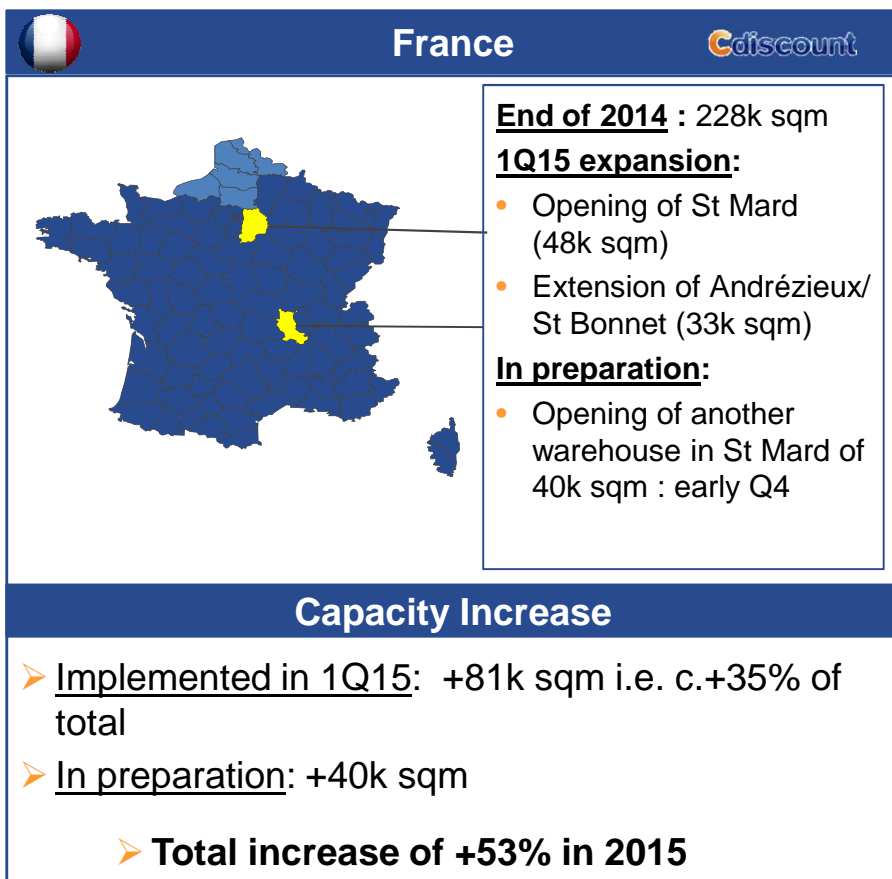 France
Cdiscount
End of 2014 : 228k sqm
1Q15 expansion:
• Opening of St Mard
(48k sqm)
• Extension of Andrézieux/
St Bonnet (33k sqm)
In preparation:
• Opening of another
warehouse in St Mard of
40k sqm : early Q4
Capacity Increase
➢ Implemented in 1Q15: +81k sqm i.e. c.+35% of
total
➢ In preparation: +40k sqm
➢ Total increase of +53% in 2015